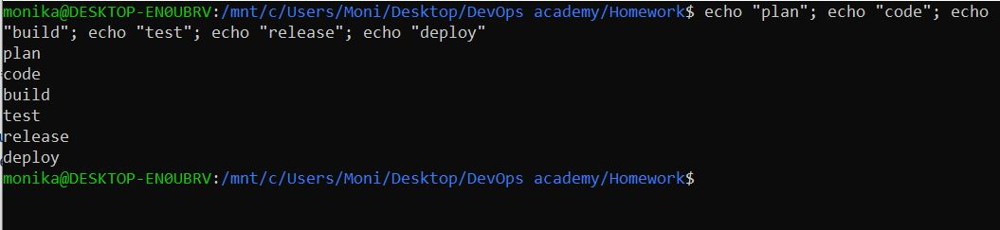 monika@DESKTOP-EN0UBRV:/mnt/c/Users/Moni/Desktop/DevOps academy/Homework$ echo "plan"; echo "code"; echo
"build"; echo "test"; echo "release"; echo "deploy"
plan
code
build
test
release
deploy
monika@DESKTOP-EN0UBRV:/mnt/c/Users/Moni/Desktop/DevOps academy/Homework$